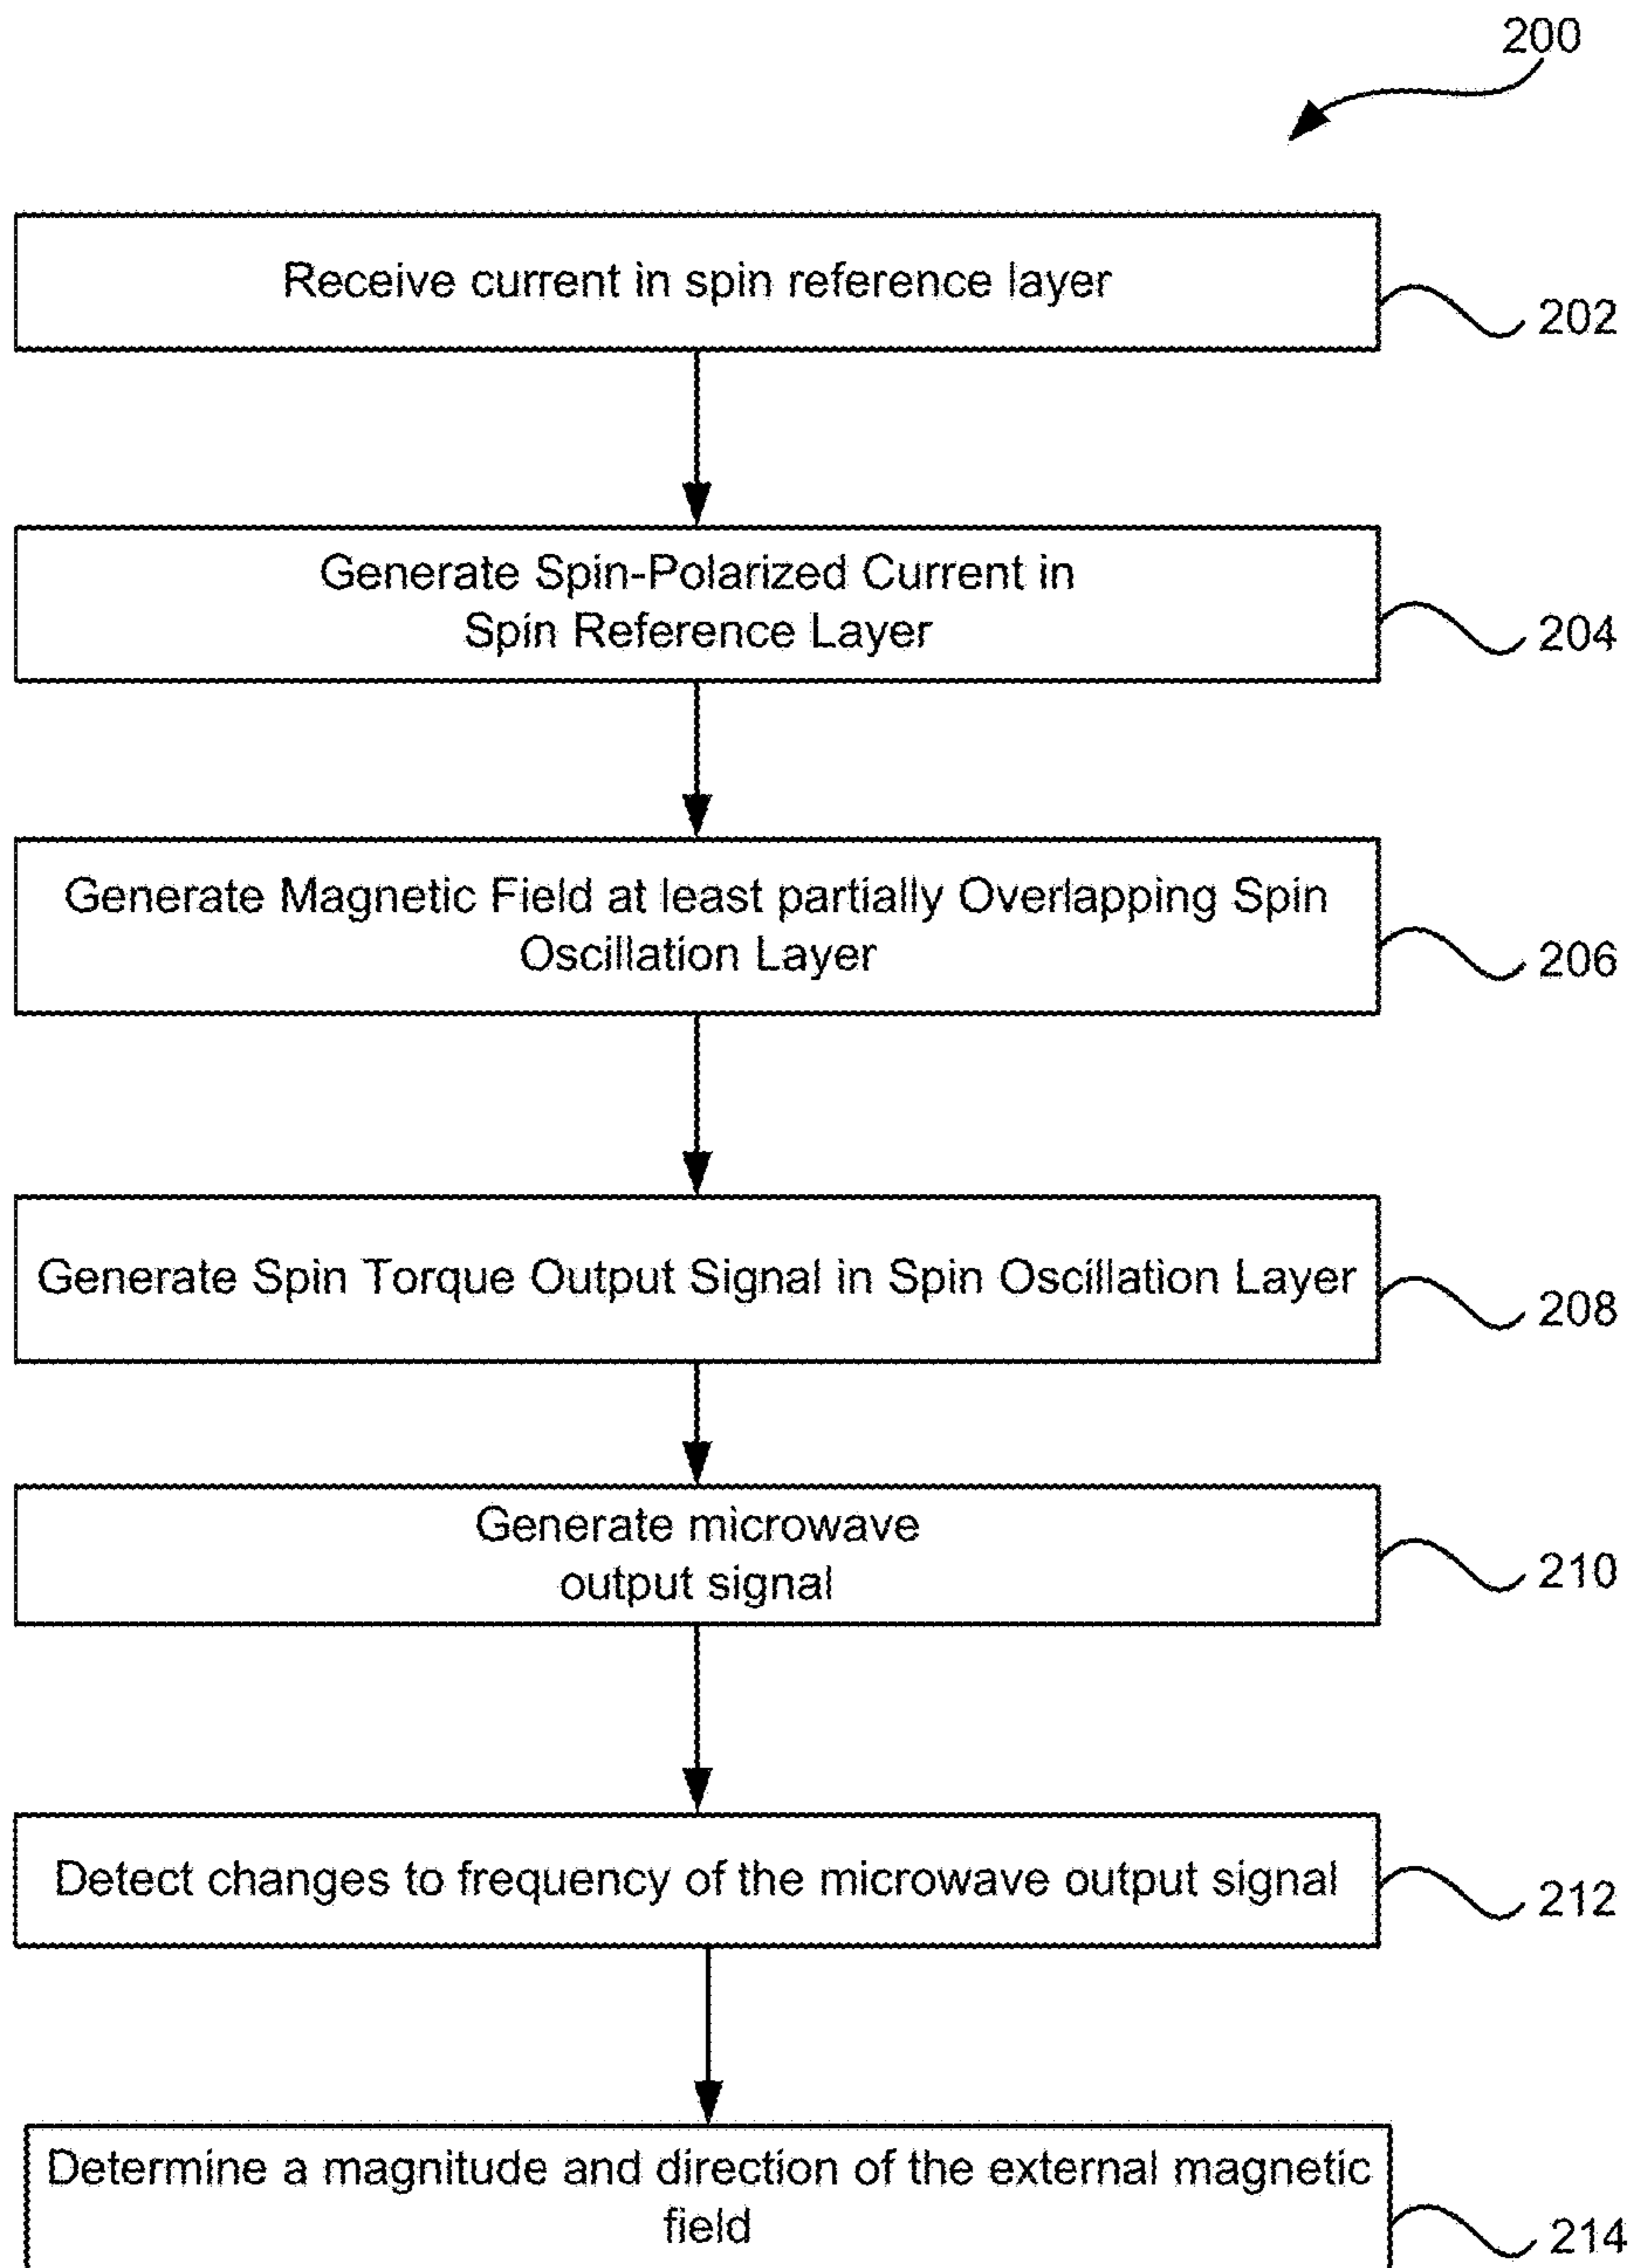 200
Receive current in spin reference layer
202
Generate Spin-Polarized Current in
Spin Reference Layer
204
Generate Magnetic Field at least partially Overlapping Spin
Oscillation Layer
206
Generate Spin Torque Output Signal in Spin Oscillation Layer
208
Generate microwave
output signal
210
Detect changes to frequency of the microwave output signal
212
Determine a magnitude and direction of the external magnetic
field
214